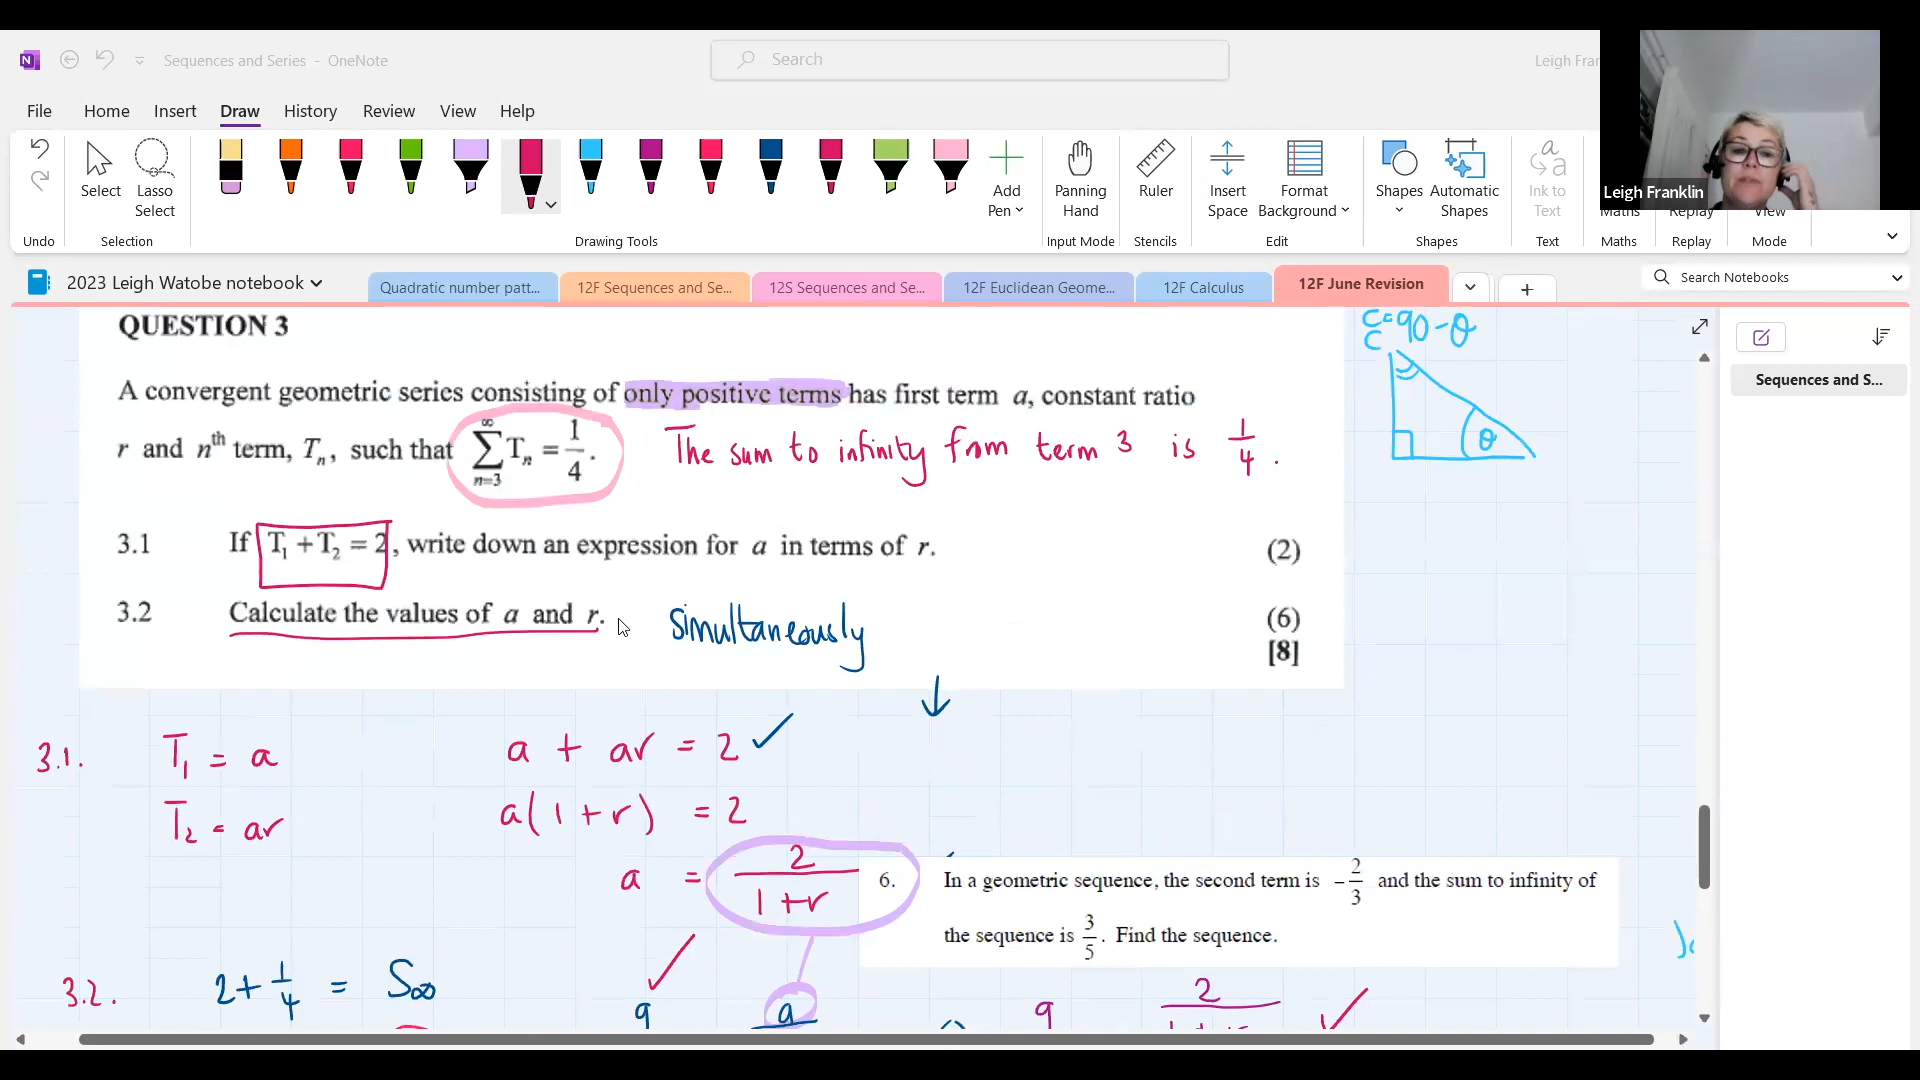 Sequences and Series - OneNote
Search
Leigh Fran
File Home Insert Draw History Review View Help
Select
Lasso Select
Add Pen
Panning Hand
Ruler
Insert Space
Format Background
Shapes
Automatic Shapes
Ink to Text
Maths
Replay
View
Leigh Franklin
Undo Selection Drawing Tools Input Mode Stencils Edit Shapes Text Maths Replay Mode
2023 Leigh Watobe notebook
Quadratic number patt...
12F Sequences and Se...
12S Sequences and Se...
12F Euclidean Geome...
12F Calculus
12F June Revision
Search Notebooks
Sequences and S...
QUESTION 3
A convergent geometric series consisting of only positive terms has first term a, constant ratio
r and nth term, Tₙ, such that ∑ₙ₌₃^∞ Tₙ = 1/4. The sum to infinity from term 3 is 1/4.
3.1 If T₁ + T₂ = 2, write down an expression for a in terms of r. (2)
3.2 Calculate the values of a and r. simultaneously (6)
[8]
= 90 - θ
θ
3.1. T₁ = a a + ar = 2 ✓
T₂ = ar a(1 + r) = 2
a = 2/(1+r)
6. In a geometric sequence, the second term is -2/3 and the sum to infinity of
the sequence is 3/5. Find the sequence.
3.2. 2 + 1/4 = S∞
9 a
9 2